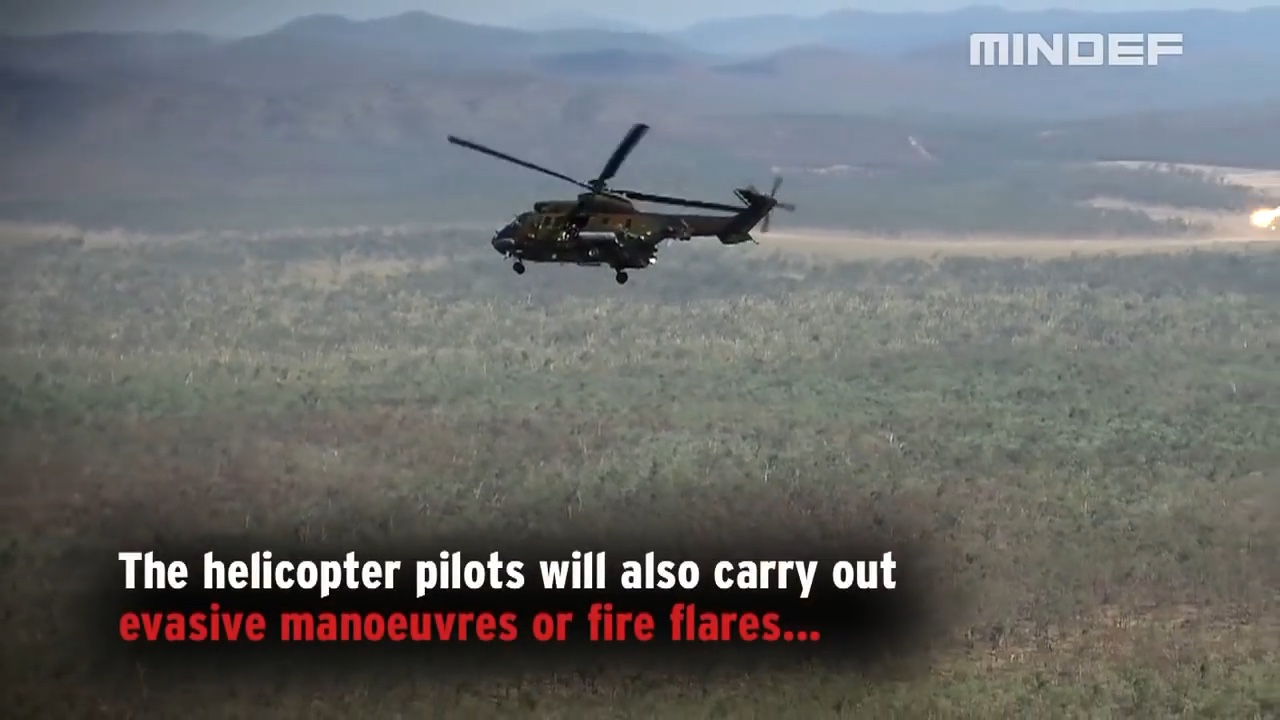 MINDEF
The helicopter pilots will also carry out
evasive manoeuvres or fire flares...